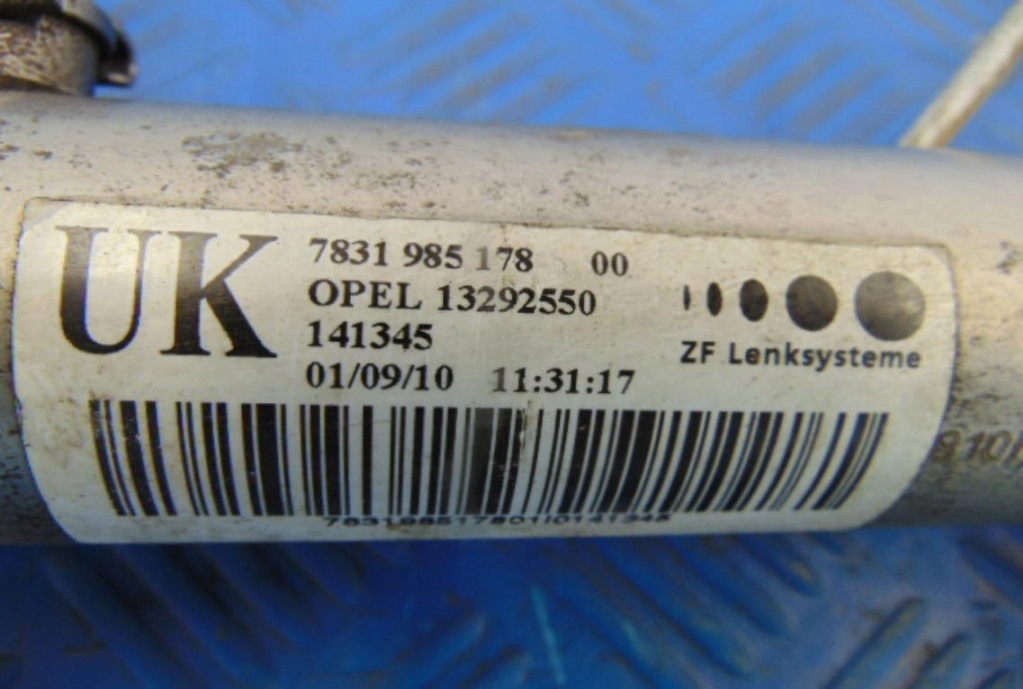 UK
7831 985 178 00
OPEL 13292550
141345
01/09/10 11:31:17
ZF Lenksysteme